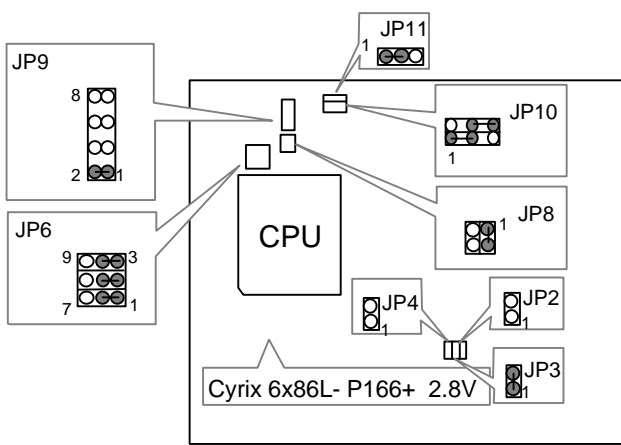 JP11
1
JP9
8
2 1
JP10
1
JP8
1
JP6
9 3
7 1
CPU
JP4
1
JP2
1
JP3
1
Cyrix 6x86L- P166+ 2.8V